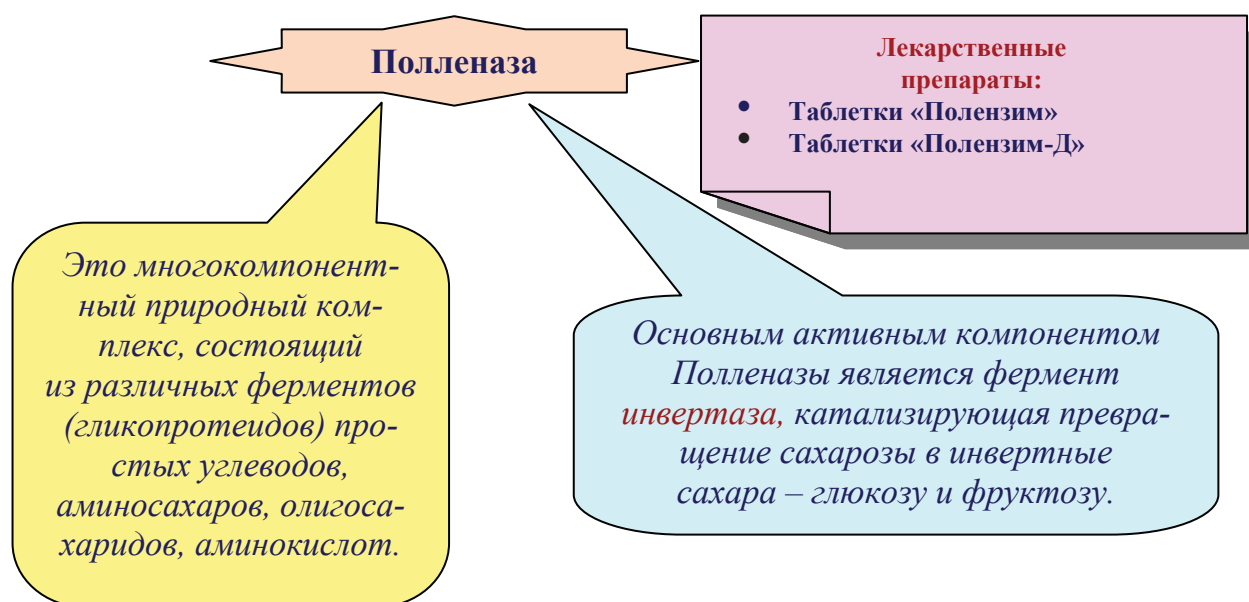 Полленаза
Лекарственные
препараты:
• Таблетки «Полензим»
• Таблетки «Полензим-Д»
Это многокомпонент-
ный природный ком-
плекс, состоящий
из различных ферментов
(гликопротеидов) про-
стых углеводов,
аминосахаров, олигоса-
харидов, аминокислот.
Основным активным компонентом
Полленазы является фермент
инвертаза, катализирующая превра-
щение сахарозы в инвертные
сахара – глюкозу и фруктозу.